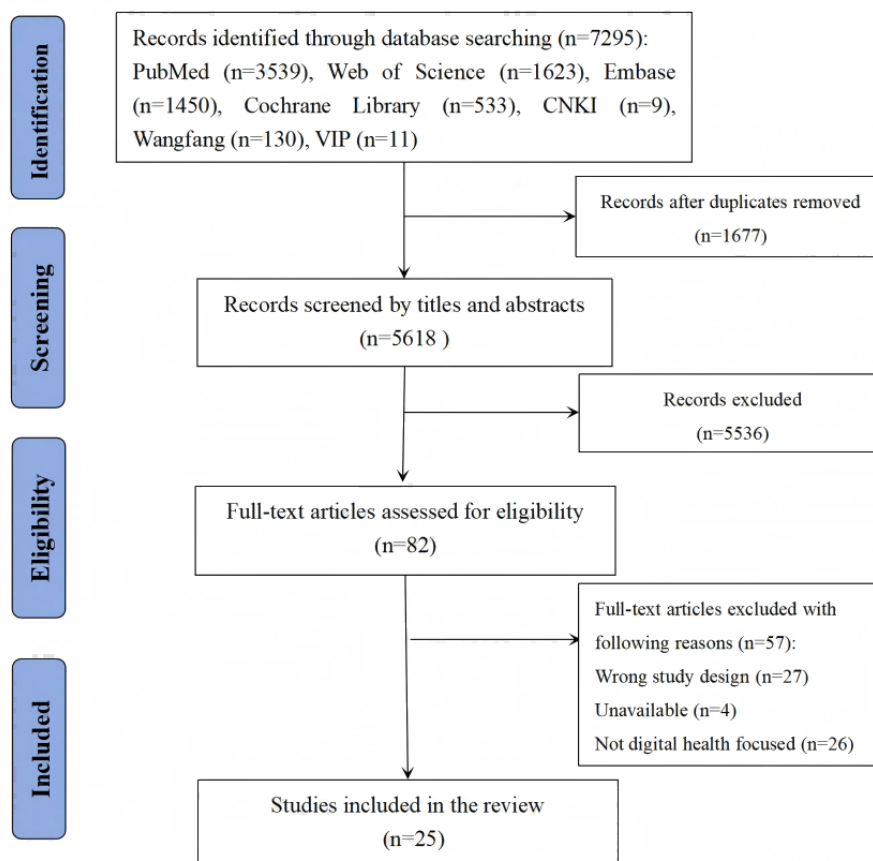 Identification
Records identified through database searching (n=7295):
PubMed (n=3539), Web of Science (n=1623), Embase
(n=1450), Cochrane Library (n=533), CNKI (n=9),
Wangfang (n=130), VIP (n=11)
Records after duplicates removed
(n=1677)
Screening
Records screened by titles and abstracts
(n=5618 )
Records excluded
(n=5536)
Eligibility
Full-text articles assessed for eligibility
(n=82)
Full-text articles excluded with
following reasons (n=57):
Wrong study design (n=27)
Unavailable (n=4)
Not digital health focused (n=26)
Included
Studies included in the review
(n=25)